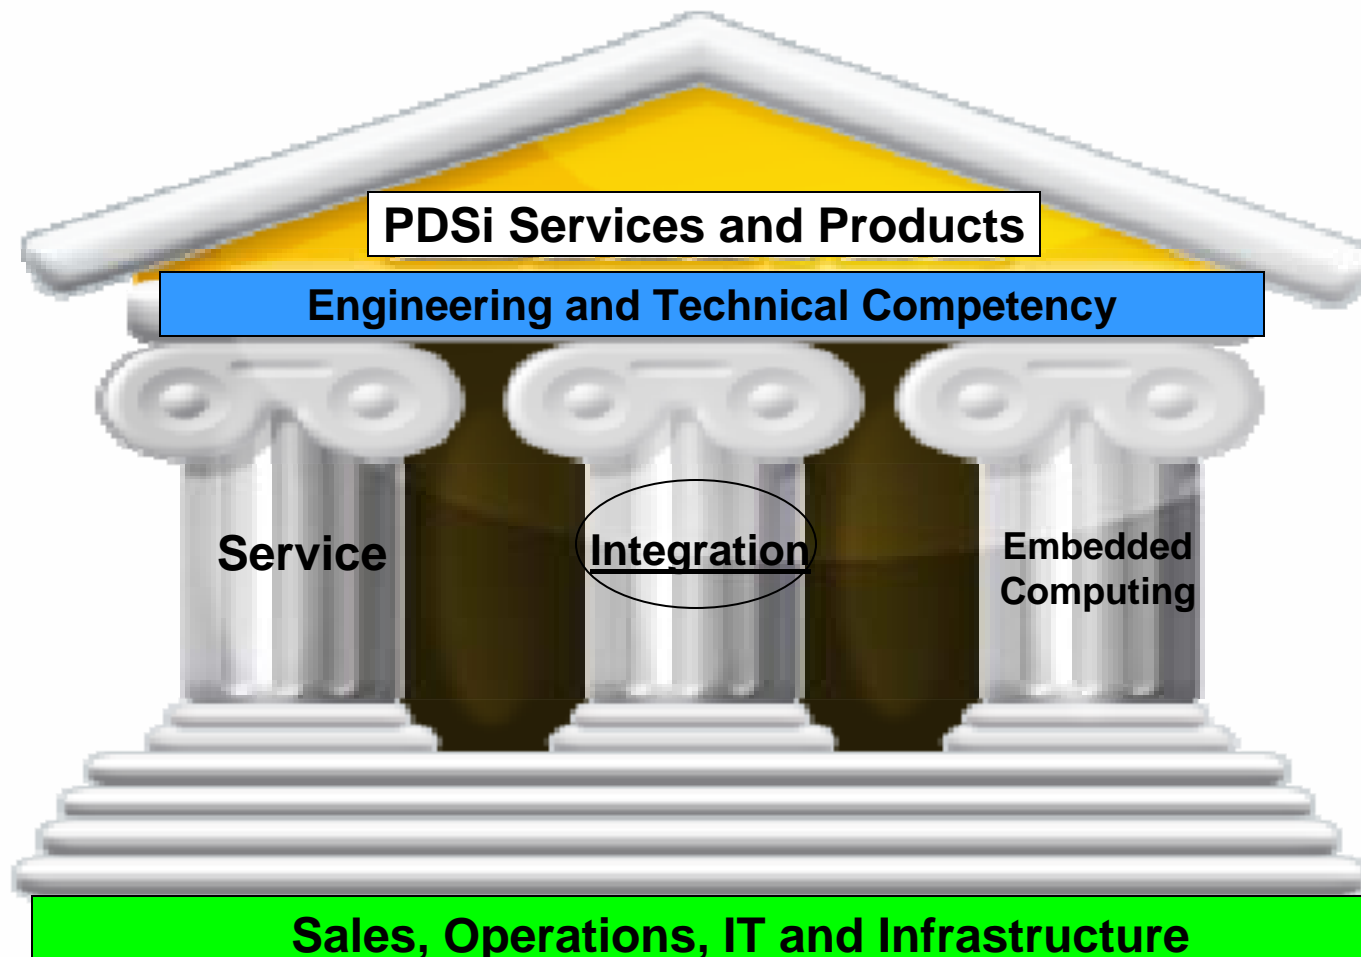 PDSi Services and Products
Engineering and Technical Competency
Service
Integration
Embedded
Computing
Sales, Operations, IT and Infrastructure